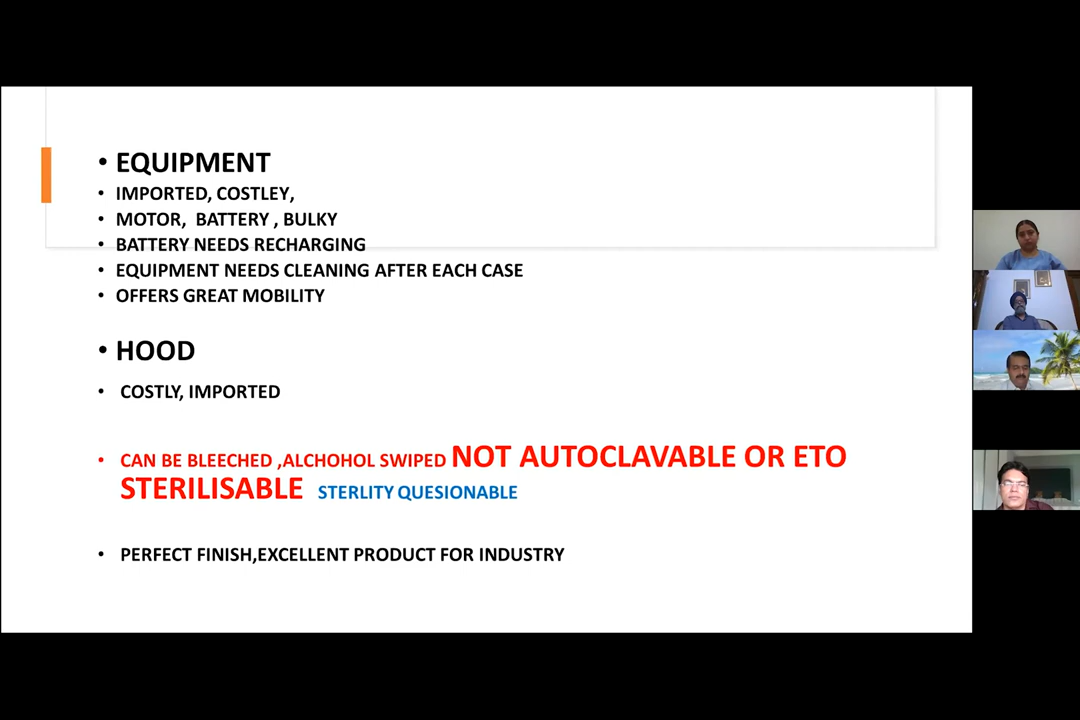 • EQUIPMENT
• IMPORTED, COSTLEY,
• MOTOR, BATTERY , BULKY
• BATTERY NEEDS RECHARGING
• EQUIPMENT NEEDS CLEANING AFTER EACH CASE
• OFFERS GREAT MOBILITY
• HOOD
• COSTLY, IMPORTED
• CAN BE BLEECHED ,ALCHOHOL SWIPED NOT AUTOCLAVABLE OR ETO
STERILISABLE STERLITY QUESIONABLE
• PERFECT FINISH,EXCELLENT PRODUCT FOR INDUSTRY